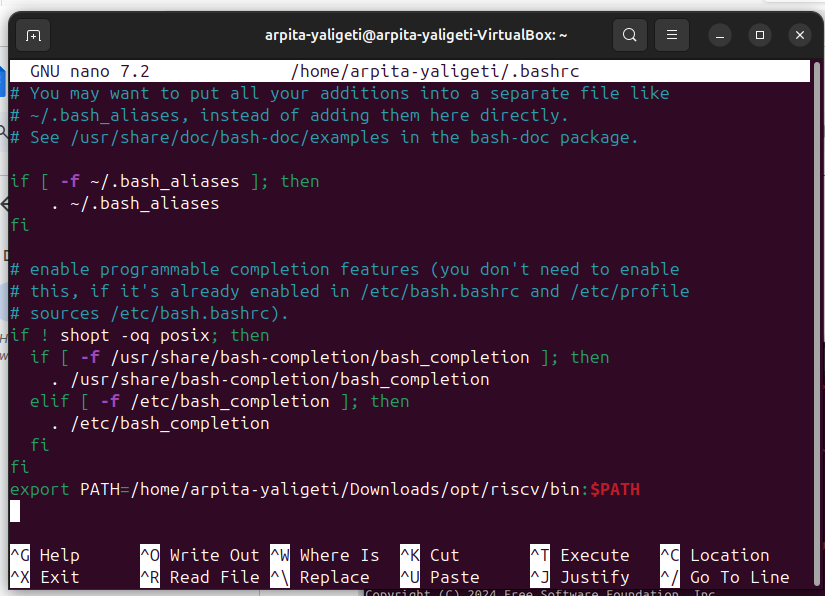 arpita-yaligeti@arpita-yaligeti-VirtualBox: ~
GNU nano 7.2 /home/arpita-yaligeti/.bashrc
# You may want to put all your additions into a separate file like
# ~/.bash_aliases, instead of adding them here directly.
# See /usr/share/doc/bash-doc/examples in the bash-doc package.
if [ -f ~/.bash_aliases ]; then
    . ~/.bash_aliases
fi
# enable programmable completion features (you don't need to enable
# this, if it's already enabled in /etc/bash.bashrc and /etc/profile
# sources /etc/bash.bashrc).
if ! shopt -oq posix; then
  if [ -f /usr/share/bash-completion/bash_completion ]; then
    . /usr/share/bash-completion/bash_completion
  elif [ -f /etc/bash_completion ]; then
    . /etc/bash_completion
  fi
fi
export PATH=/home/arpita-yaligeti/Downloads/opt/riscv/bin:$PATH
^G Help ^O Write Out ^W Where Is ^K Cut ^T Execute ^C Location
^X Exit ^R Read File ^\ Replace ^U Paste ^J Justify ^/ Go To Line
Copyright (C) 2024 Free Software Foundation, Inc.